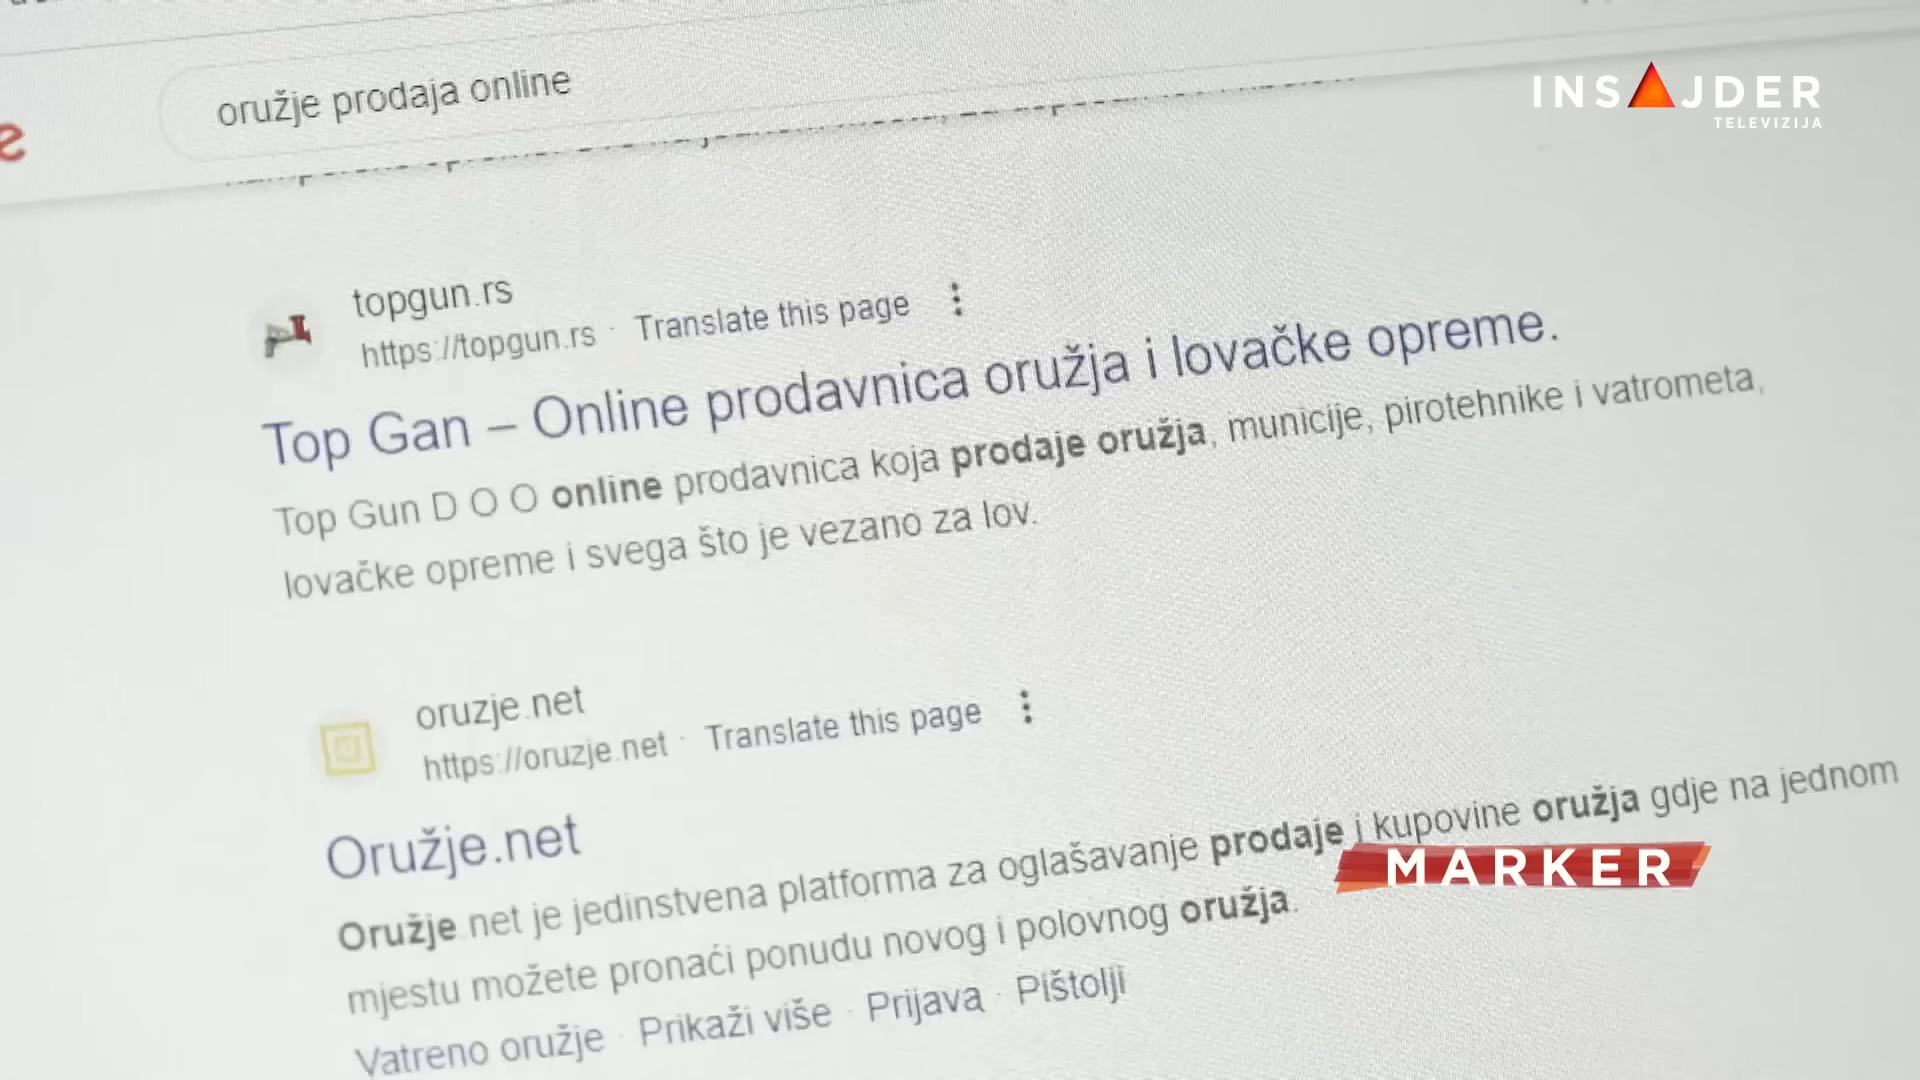 oružje prodaja online
INSAJDER
TELEVIZIJA
e
topgun.rs
https://topgun.rs · Translate this page
Top Gan – Online prodavnica oružja i lovačke opreme.
Top Gun D O O online prodavnica koja prodaje oružja, municije, pirotehnike i vatrometa,
lovačke opreme i svega što je vezano za lov.
oruzje.net
https://oruzje.net · Translate this page
Oružje.net
Oružje net je jedinstvena platforma za oglašavanje prodaje i kupovine oružja gdje na jednom
mjestu možete pronaći ponudu novog i polovnog oružja.
Vatreno oružje · Prikaži više · Prijava · Pištolji
MARKER